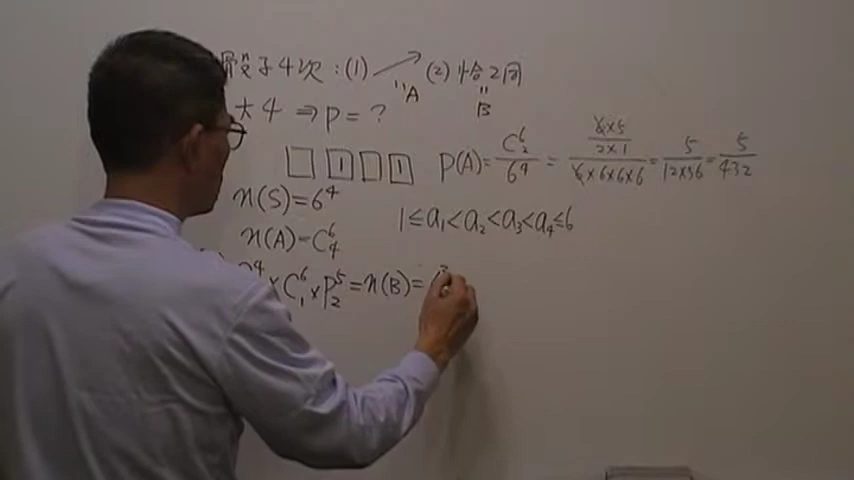 骰子4次:(1) ↗ (2) 恰2同
"A
"
B
大4 ⇒ P=?
1 1
P(A)= C⁶₂/6⁴ = (6×5/2×1)/(6×6×6×6) = 5/(12×36) = 5/432
n(S)=6⁴
1≤a₁<a₂<a₃<a₄≤6
n(A)=C⁶₄
×C⁶₁×P⁵₂=n(B)=